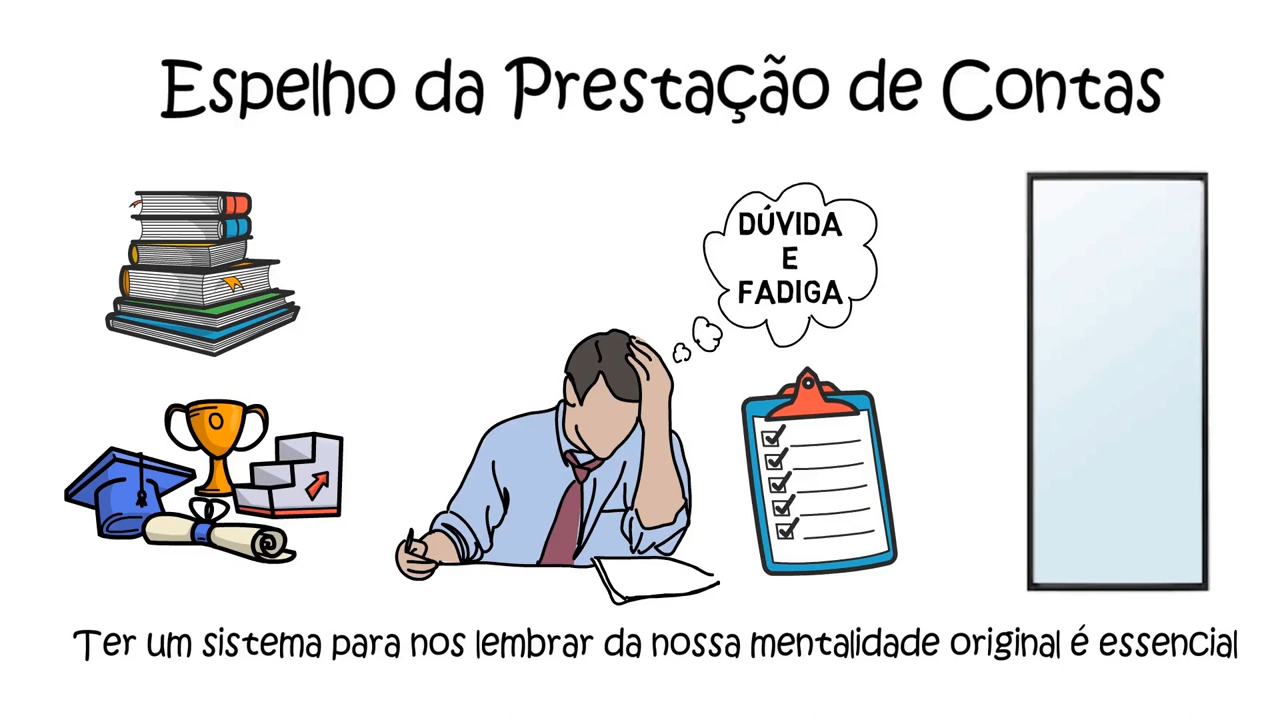 Espelho da Prestação de Contas
DÚVIDA
E
FADIGA
Ter um sistema para nos lembrar da nossa mentalidade original é essencial